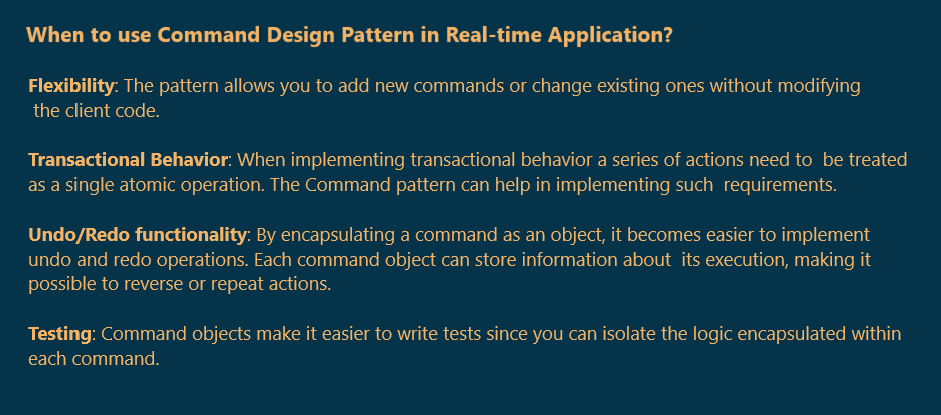 When to use Command Design Pattern in Real-time Application?
Flexibility: The pattern allows you to add new commands or change existing ones without modifying
the client code.
Transactional Behavior: When implementing transactional behavior a series of actions need to be treated
as a single atomic operation. The Command pattern can help in implementing such requirements.
Undo/Redo functionality: By encapsulating a command as an object, it becomes easier to implement
undo and redo operations. Each command object can store information about its execution, making it
possible to reverse or repeat actions.
Testing: Command objects make it easier to write tests since you can isolate the logic encapsulated within
each command.